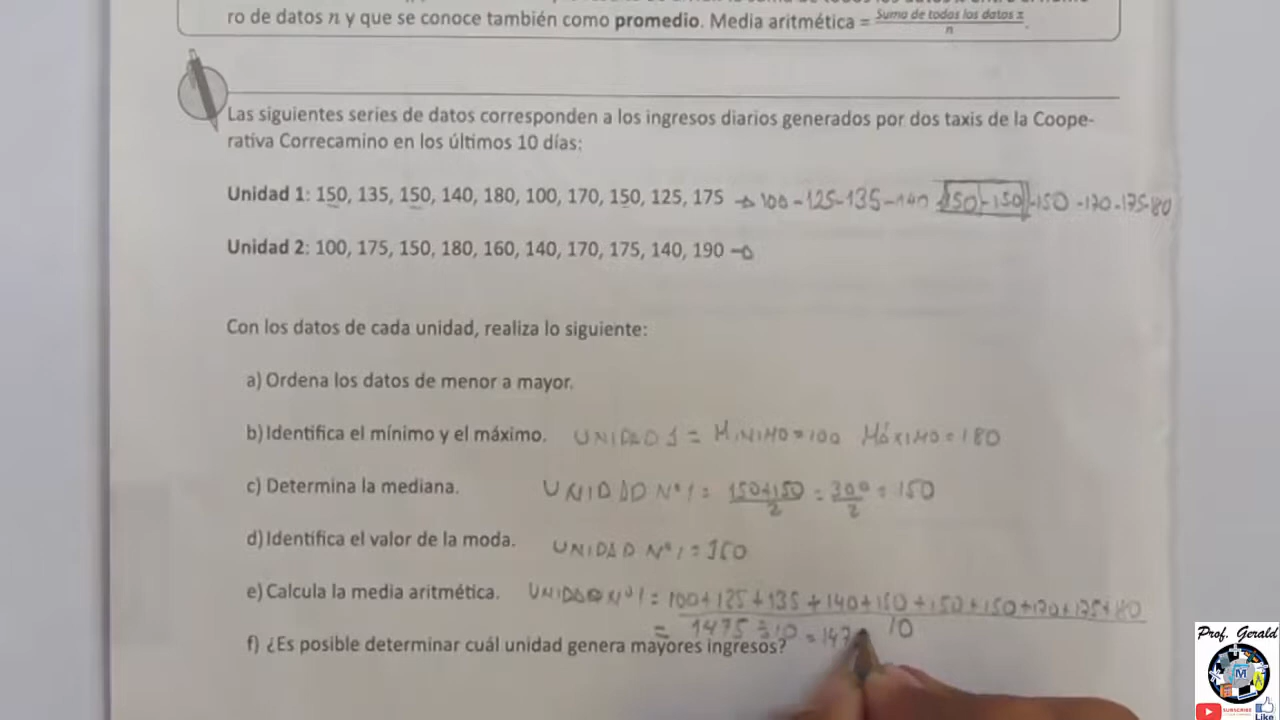 ro de datos n y que se conoce también como promedio. Media aritmética = Suma de todos los datos x / n.
Las siguientes series de datos corresponden a los ingresos diarios generados por dos taxis de la Coope-
rativa Correcamino en los últimos 10 días:
Unidad 1: 150, 135, 150, 140, 180, 100, 170, 150, 125, 175 → 100 - 125 - 135 - 140 150 - 150 - 150 - 170 - 175 - 180
Unidad 2: 100, 175, 150, 180, 160, 140, 170, 175, 140, 190 →
Con los datos de cada unidad, realiza lo siguiente:
a) Ordena los datos de menor a mayor.
b) Identifica el mínimo y el máximo. UNIDAD 1 = MINIMO = 100 MÁXIMO = 180
c) Determina la mediana. UNIDAD N° 1 = 150+150 / 2 = 300 / 2 = 150
d) Identifica el valor de la moda. UNIDAD N° 1 = 150
e) Calcula la media aritmética. UNIDAD N° 1 = 100 + 125 + 135 + 140 + 150 + 150 + 150 + 170 + 175 + 180
= 1475 ÷ 10 = 147 10
f) ¿Es posible determinar cuál unidad genera mayores ingresos?
Prof. Gerald
M
Like